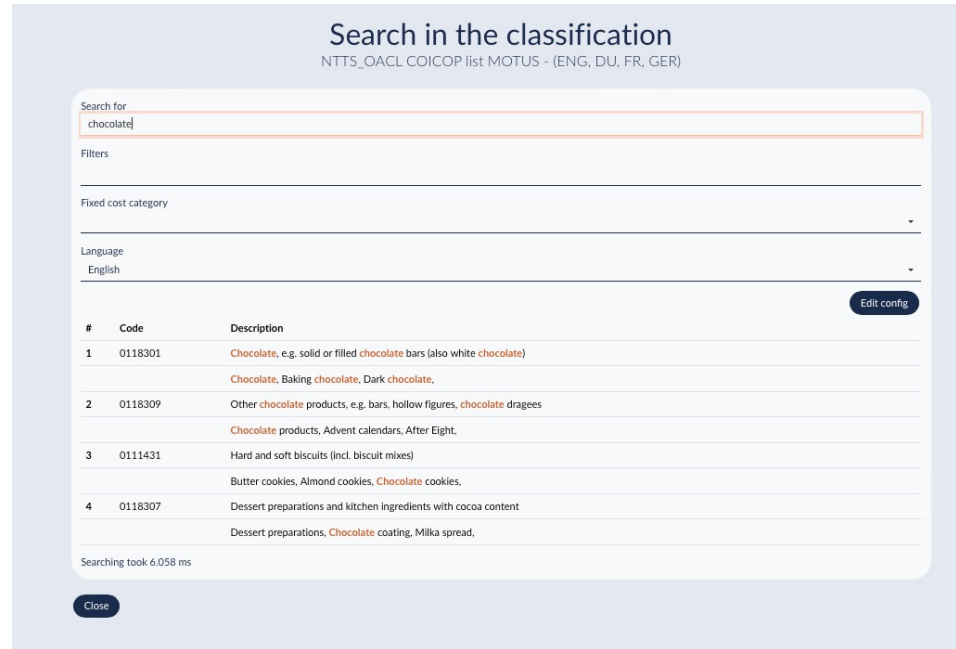 Search in the classification
NTTS_OACL COICOP list MOTUS - (ENG, DU, FR, GER)
Search for
chocolate
Filters
Fixed cost category
Language
English
Edit config
# Code Description
1 0118301 Chocolate, e.g. solid or filled chocolate bars (also white chocolate)
Chocolate, Baking chocolate, Dark chocolate,
2 0118309 Other chocolate products, e.g. bars, hollow figures, chocolate dragees
Chocolate products, Advent calendars, After Eight,
3 0111431 Hard and soft biscuits (incl. biscuit mixes)
Butter cookies, Almond cookies, Chocolate cookies,
4 0118307 Dessert preparations and kitchen ingredients with cocoa content
Dessert preparations, Chocolate coating, Milka spread,
Searching took 6.058 ms
Close